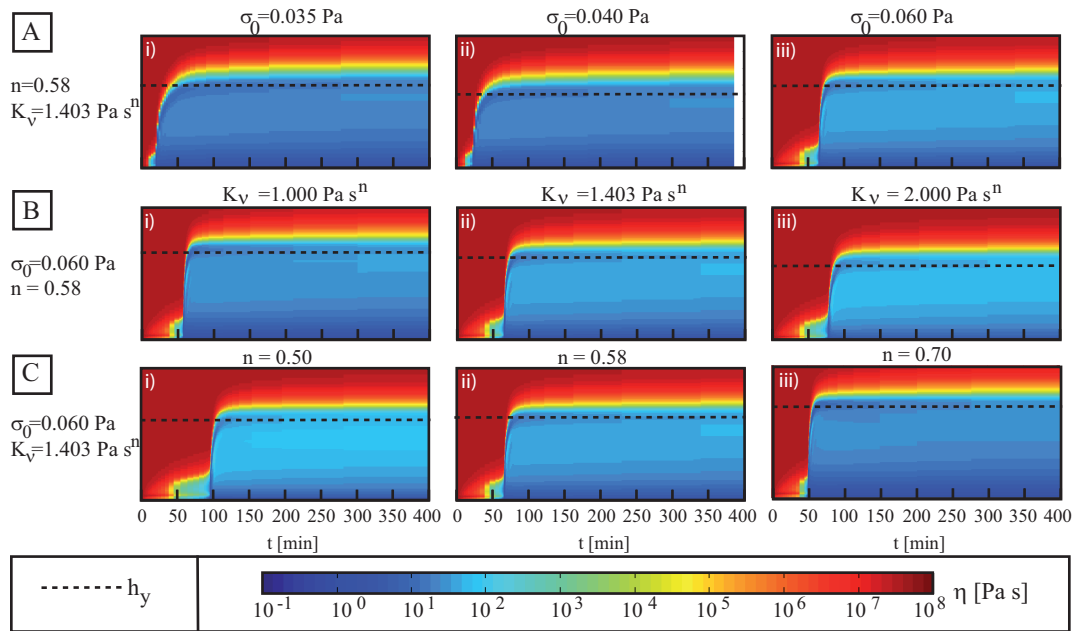 A
σ0=0.035 Pa
σ0=0.040 Pa
σ0=0.060 Pa
n=0.58
Kν=1.403 Pa s^n
i)
ii)
iii)
B
Kν =1.000 Pa s^n
Kν =1.403 Pa s^n
Kν = 2.000 Pa s^n
σ0=0.060 Pa
n = 0.58
i)
ii)
iii)
C
n = 0.50
n = 0.58
n = 0.70
σ0=0.060 Pa
Kν=1.403 Pa s^n
i)
ii)
iii)
0 50 100 150 200 250 300 350 400
0 50 100 150 200 250 300 350 400
0 50 100 150 200 250 300 350 400
t [min]
t [min]
t [min]
h_y
10^-1 10^0 10^1 10^2 10^3 10^4 10^5 10^6 10^7 10^8
η [Pa s]